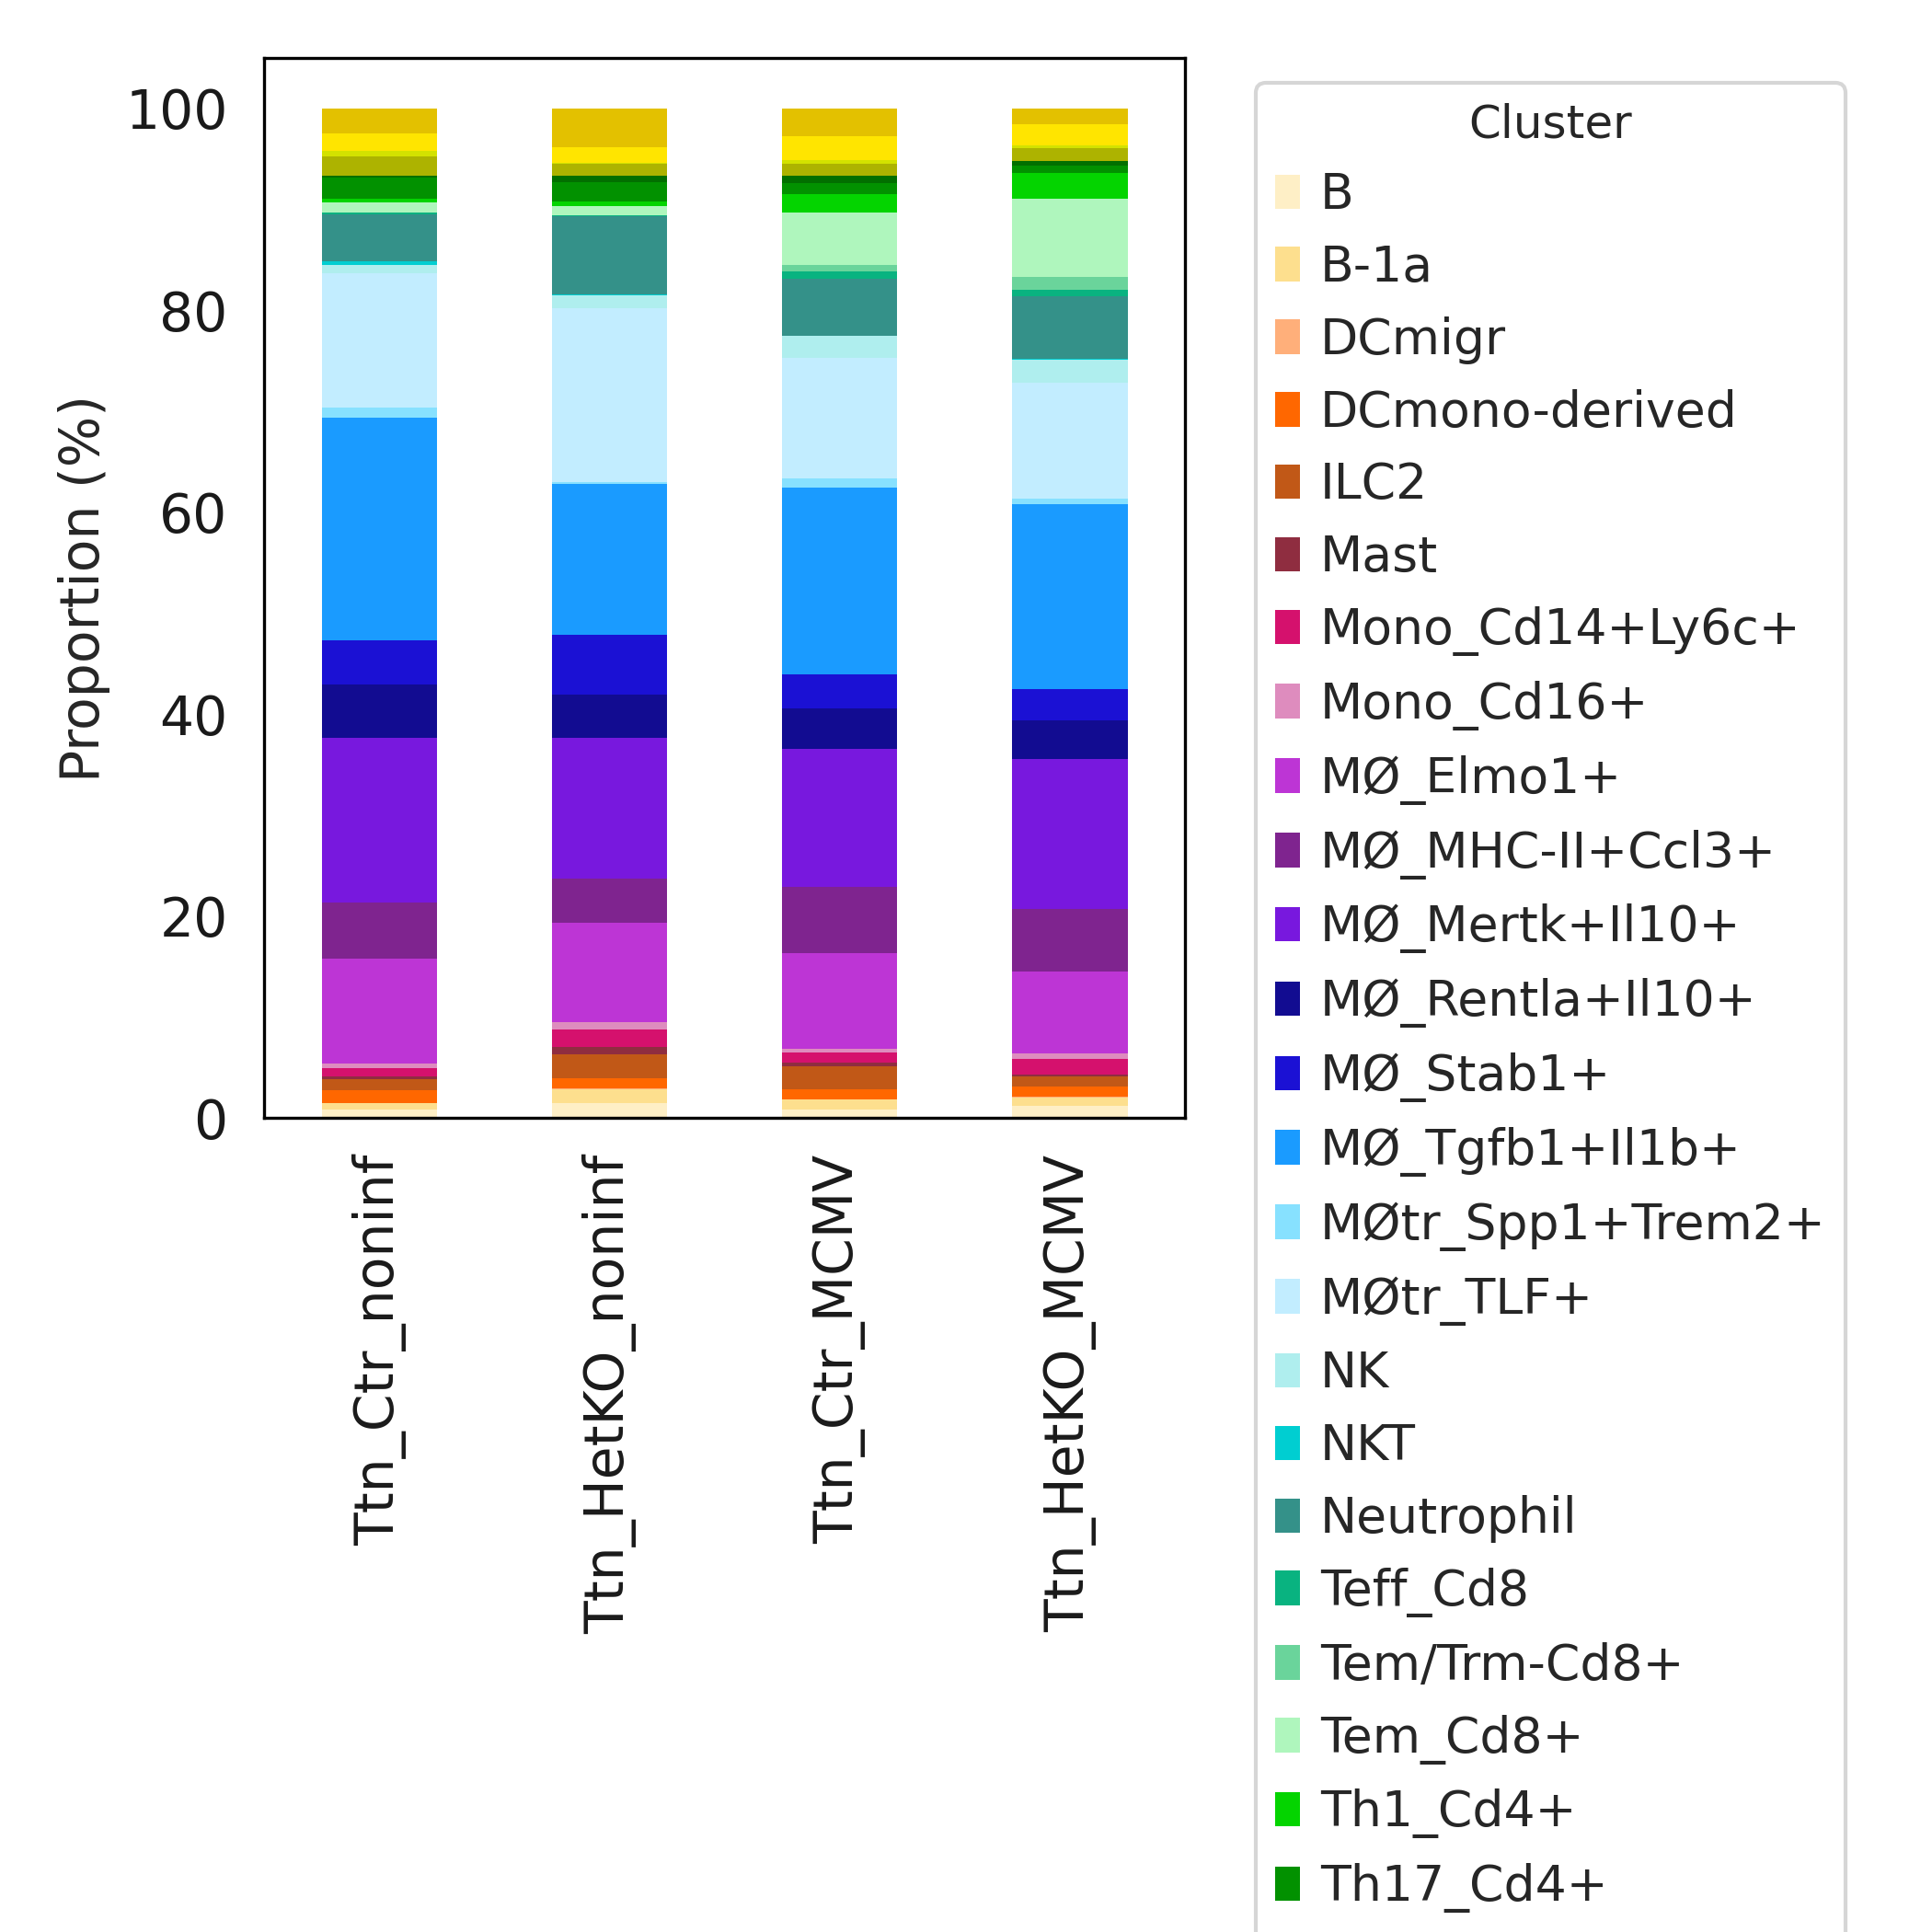 100
80
60
40
20
0
Proportion (%)
Ttn_Ctr_noninf
Ttn_HetKO_noninf
Ttn_Ctr_MCMV
Ttn_HetKO_MCMV
Cluster
B
B-1a
DCmigr
DCmono-derived
ILC2
Mast
Mono_Cd14+Ly6c+
Mono_Cd16+
MØ_Elmo1+
MØ_MHC-II+Ccl3+
MØ_Mertk+Il10+
MØ_Rentla+Il10+
MØ_Stab1+
MØ_Tgfb1+Il1b+
MØtr_Spp1+Trem2+
MØtr_TLF+
NK
NKT
Neutrophil
Teff_Cd8
Tem/Trm-Cd8+
Tem_Cd8+
Th1_Cd4+
Th17_Cd4+